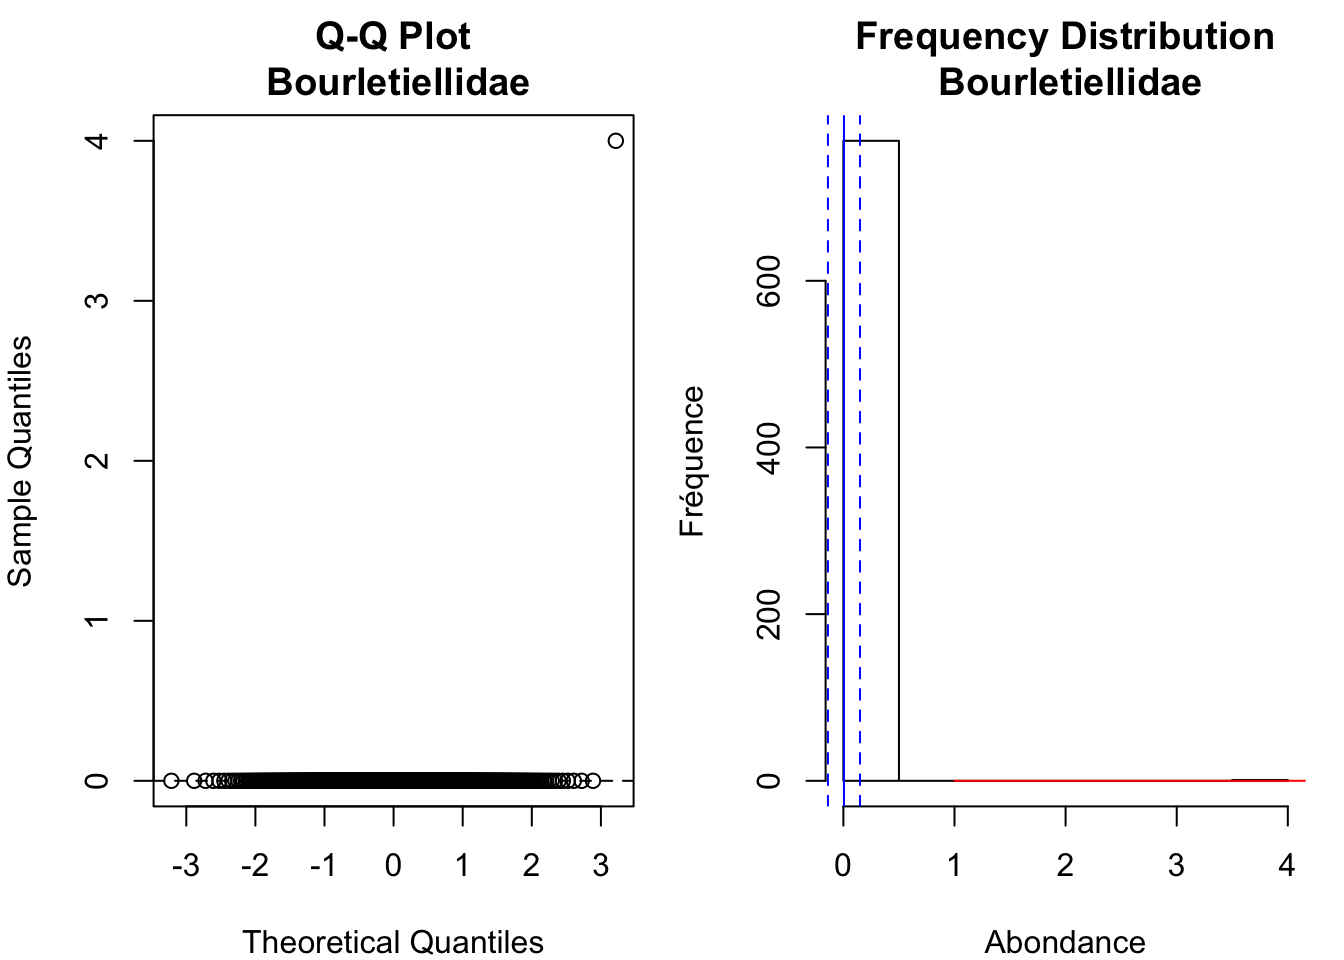 Q-Q Plot
Bourletiellidae
4
3
2
1
0
Sample Quantiles
-3 -2 -1 0 1 2 3
Theoretical Quantiles
Frequency Distribution
Bourletiellidae
600
400
200
0
Fréquence
0 1 2 3 4
Abondance